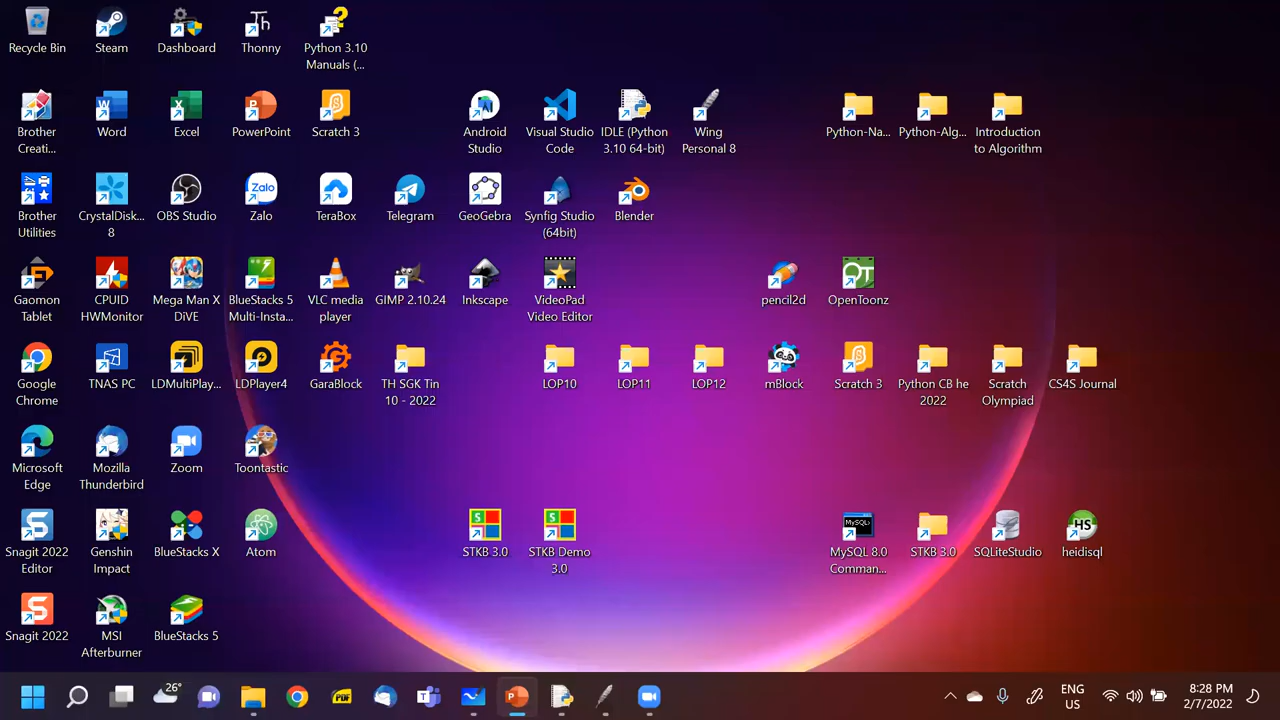 Recycle Bin
Steam
Dashboard
Thonny
Python 3.10
Manuals (...
Brother
Creati...
Word
Excel
PowerPoint
Scratch 3
Android
Studio
Visual Studio
Code
IDLE (Python
3.10 64-bit)
Wing
Personal 8
Python-Na...
Python-Alg...
Introduction
to Algorithm
Brother
Utilities
CrystalDisk...
8
OBS Studio
Zalo
Zalo
TeraBox
Telegram
GeoGebra
Synfig Studio
(64bit)
Blender
Gaomon
Tablet
CPUID
HWMonitor
Mega Man X
DiVE
BlueStacks 5
Multi-Insta...
VLC media
player
GIMP 2.10.24
Inkscape
VideoPad
Video Editor
pencil2d
OT
OpenToonz
Google
Chrome
TNAS PC
LDMultiPlay...
LDPlayer4
GaraBlock
TH SGK Tin
10 - 2022
LOP10
LOP11
LOP12
mBlock
Scratch 3
Python CB he
2022
Scratch
Olympiad
CS4S Journal
Microsoft
Edge
Mozilla
Thunderbird
Zoom
Toontastic
Snagit 2022
Editor
Genshin
Impact
BlueStacks X
Atom
S
STKB 3.0
S
STKB Demo
3.0
MySQL
MySQL 8.0
Comman...
STKB 3.0
SQLiteStudio
HS
heidisql
Snagit 2022
MSI
Afterburner
BlueStacks 5
26°
PDF
ENG
US
8:28 PM
2/7/2022